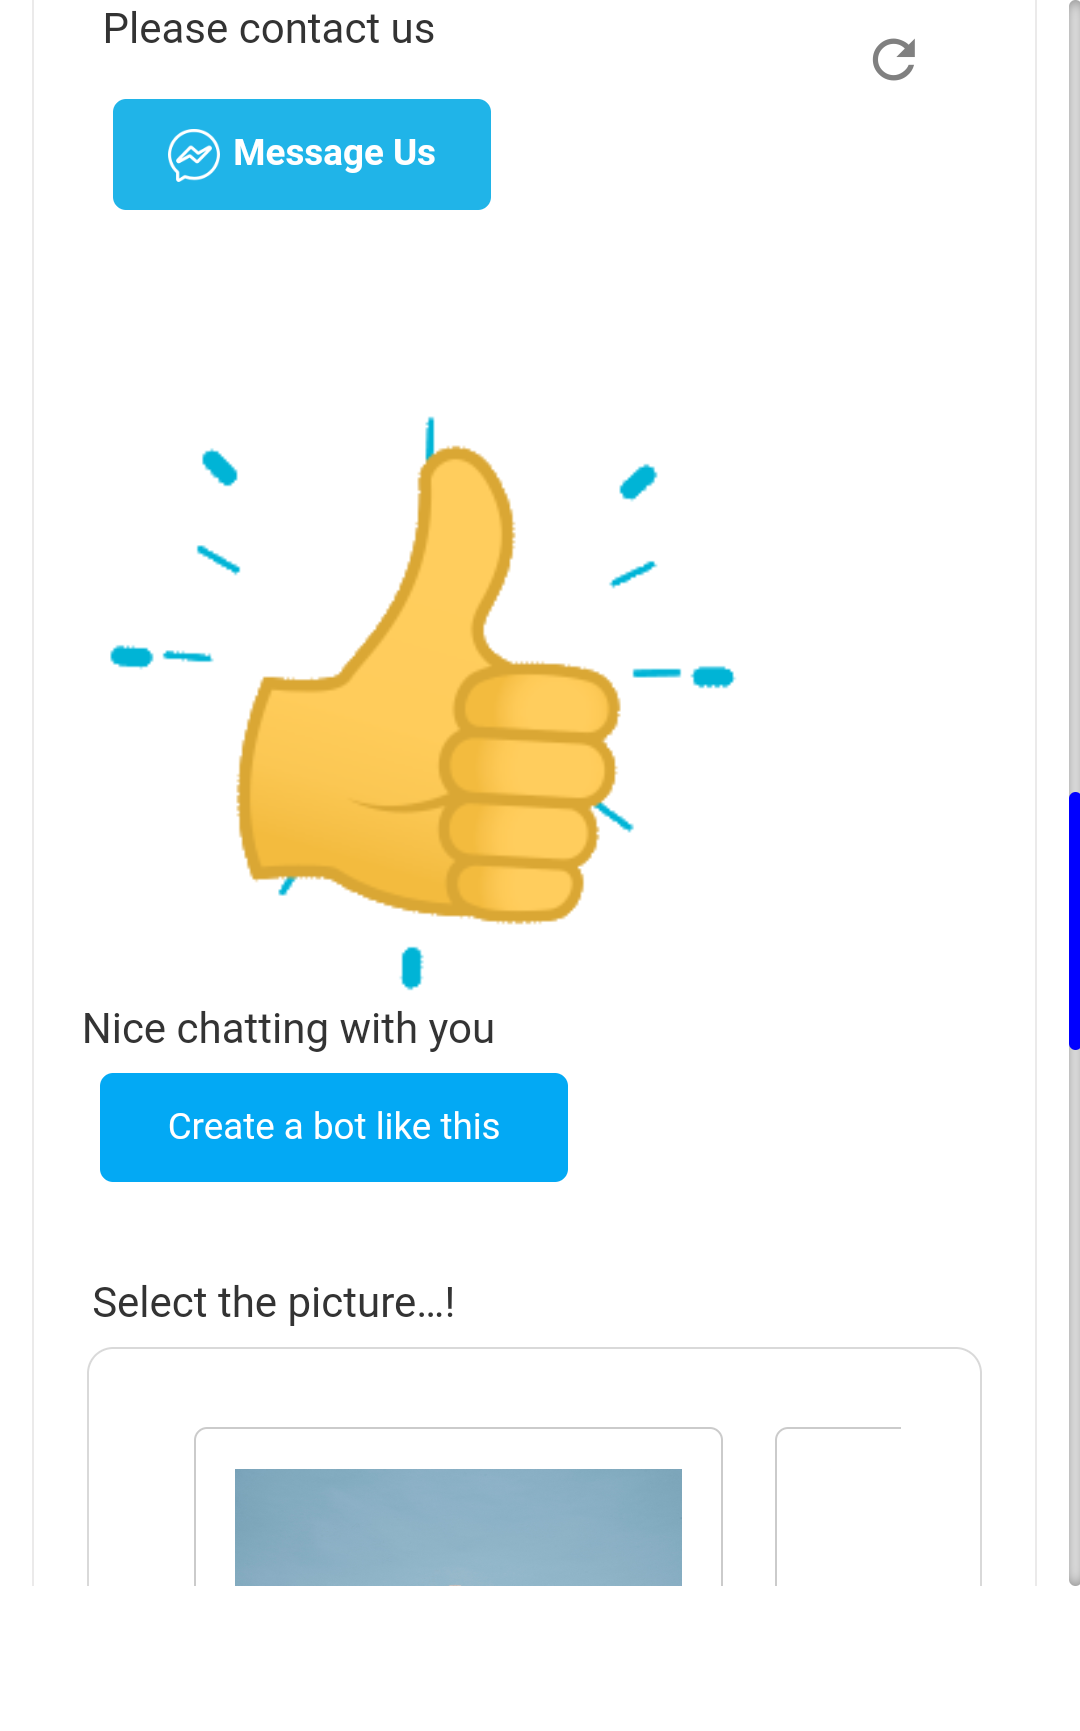 Please contact us
Message Us
Nice chatting with you
Create a bot like this
Select the picture...!